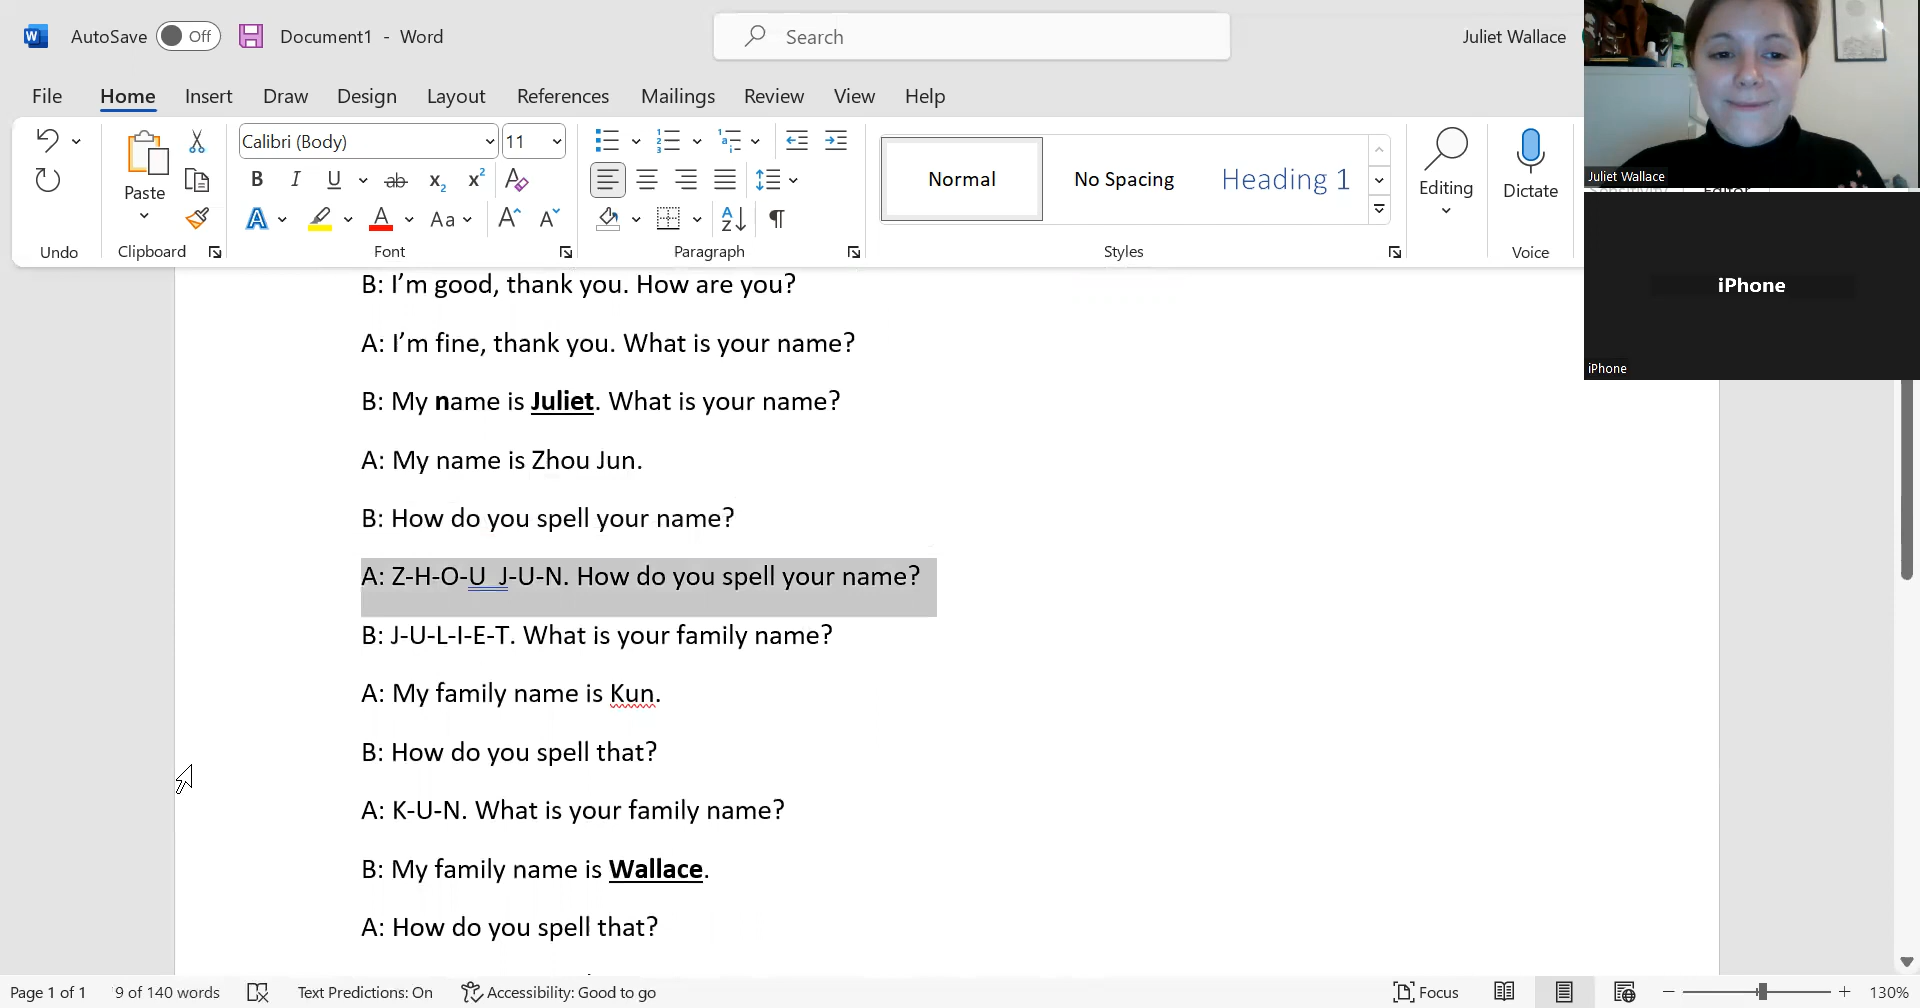 AutoSave Off Document1 - Word Search Juliet Wallace
File Home Insert Draw Design Layout References Mailings Review View Help
Paste
Calibri (Body) 11
Normal No Spacing Heading 1
Editing
Dictate
Undo Clipboard Font Paragraph Styles Voice
Juliet Wallace
iPhone
iPhone
B: I’m good, thank you. How are you?
A: I’m fine, thank you. What is your name?
B: My name is Juliet. What is your name?
A: My name is Zhou Jun.
B: How do you spell your name?
A: Z-H-O-U J-U-N. How do you spell your name?
B: J-U-L-I-E-T. What is your family name?
A: My family name is Kun.
B: How do you spell that?
A: K-U-N. What is your family name?
B: My family name is Wallace.
A: How do you spell that?
Page 1 of 1 9 of 140 words Text Predictions: On Accessibility: Good to go Focus 130%